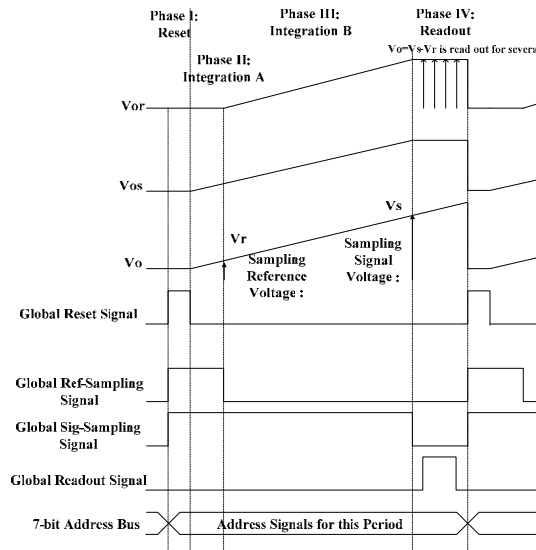 Phase I:
Reset
Phase II:
Integration A
Phase III:
Integration B
Phase IV:
Readout
Vo=Vs-Vr is read out for severa
Vor
Vos
Vo
Vr
Vs
Sampling
Reference
Voltage :
Sampling
Signal
Voltage :
Global Reset Signal
Global Ref-Sampling
Signal
Global Sig-Sampling
Signal
Global Readout Signal
7-bit Address Bus
Address Signals for this Period